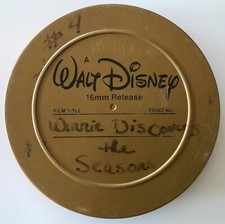 #4
A
WALT DISNEY
16mm Release
FILM TITLE PRINT NO.
Winnie Discovers
the
Seasons